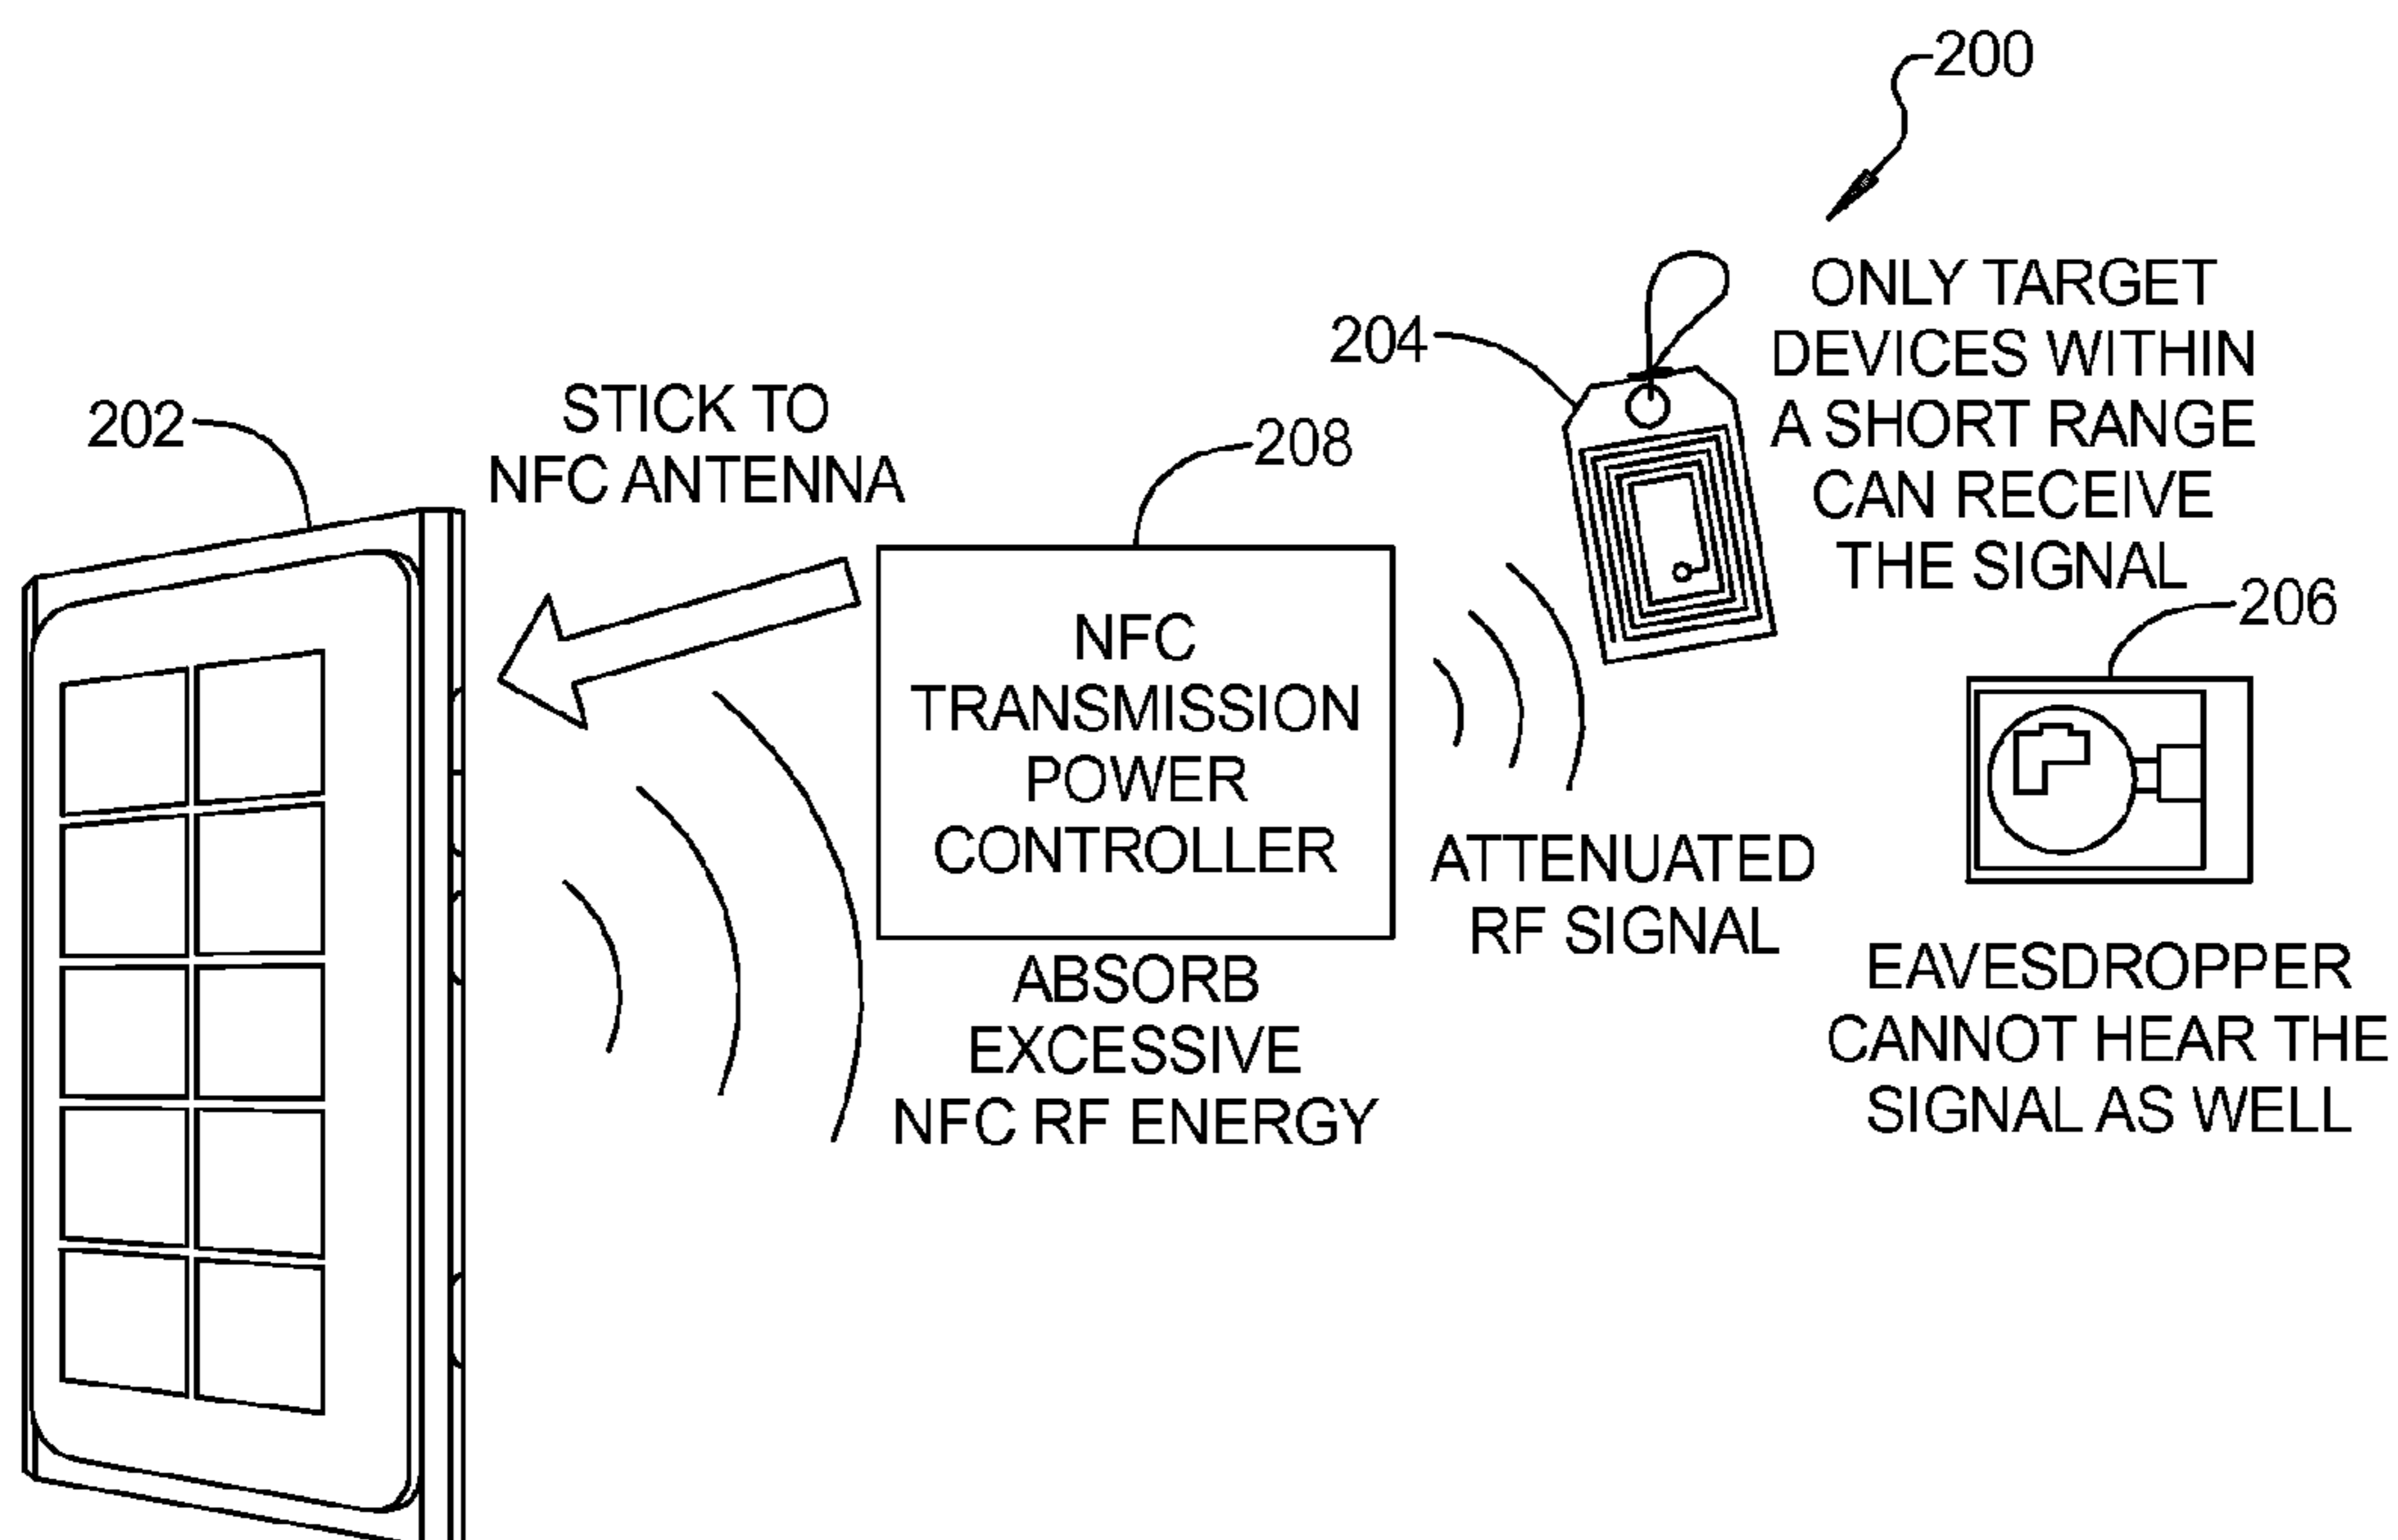 200
ONLY TARGET
DEVICES WITHIN
A SHORT RANGE
CAN RECEIVE
THE SIGNAL
204
202
STICK TO
NFC ANTENNA
208
206
NFC
TRANSMISSION
POWER
CONTROLLER
ATTENUATED
RF SIGNAL
ABSORB
EXCESSIVE
NFC RF ENERGY
EAVESDROPPER
CANNOT HEAR THE
SIGNAL AS WELL